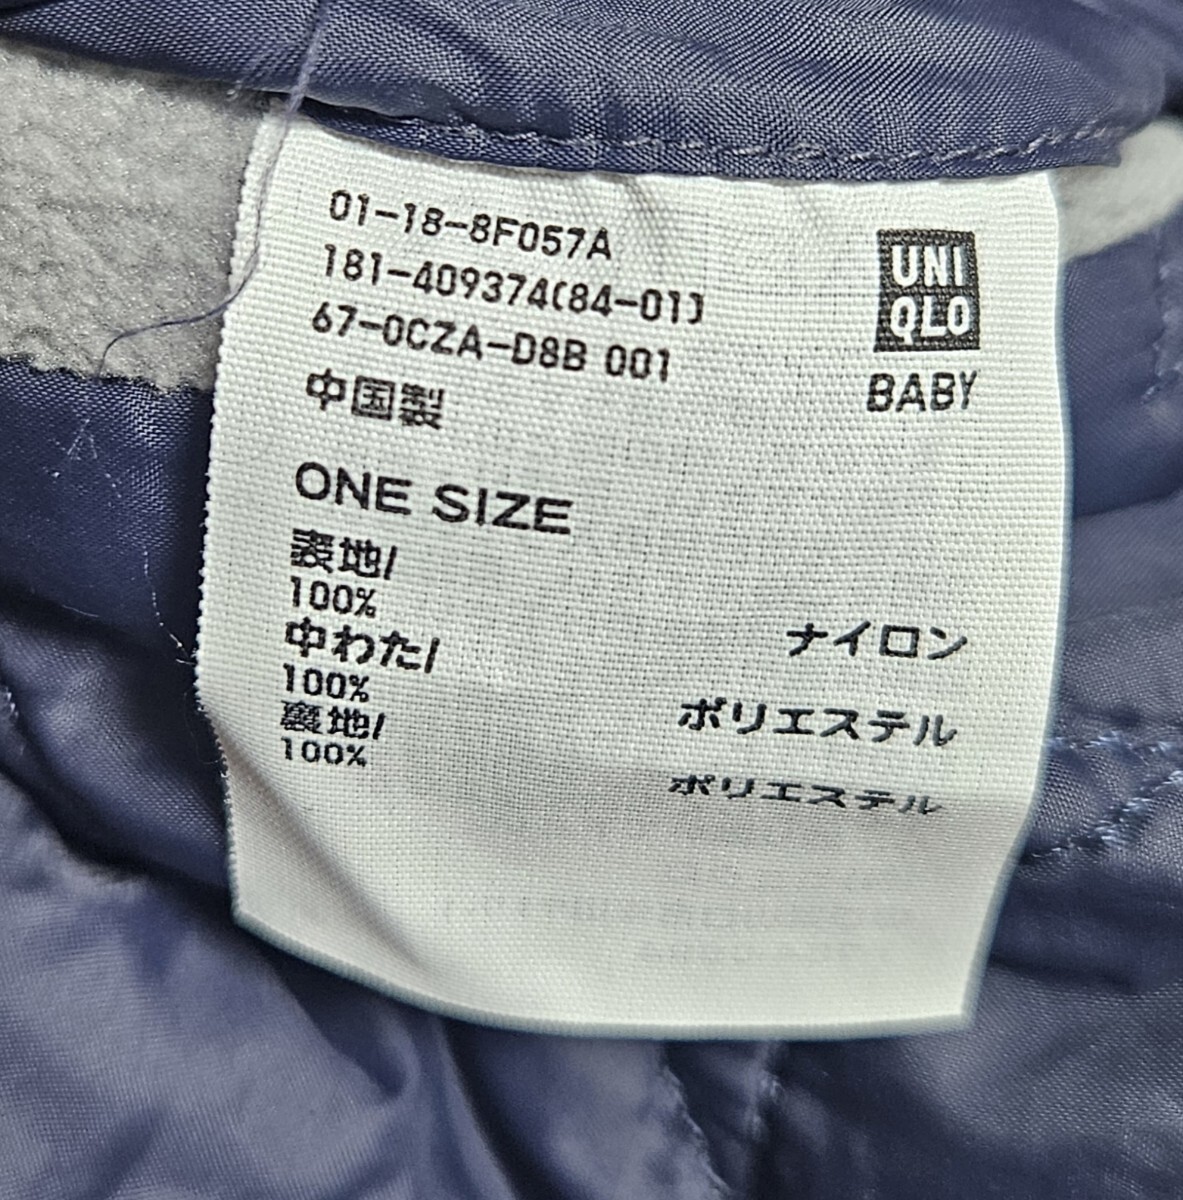 01-18-8F057A
181-409374(84-01)
67-0CZA-D8B 001
中国製
UNI
QLO
BABY
ONE SIZE
表地/
100% ナイロン
中わた/
100% ポリエステル
裏地/
100% ポリエステル